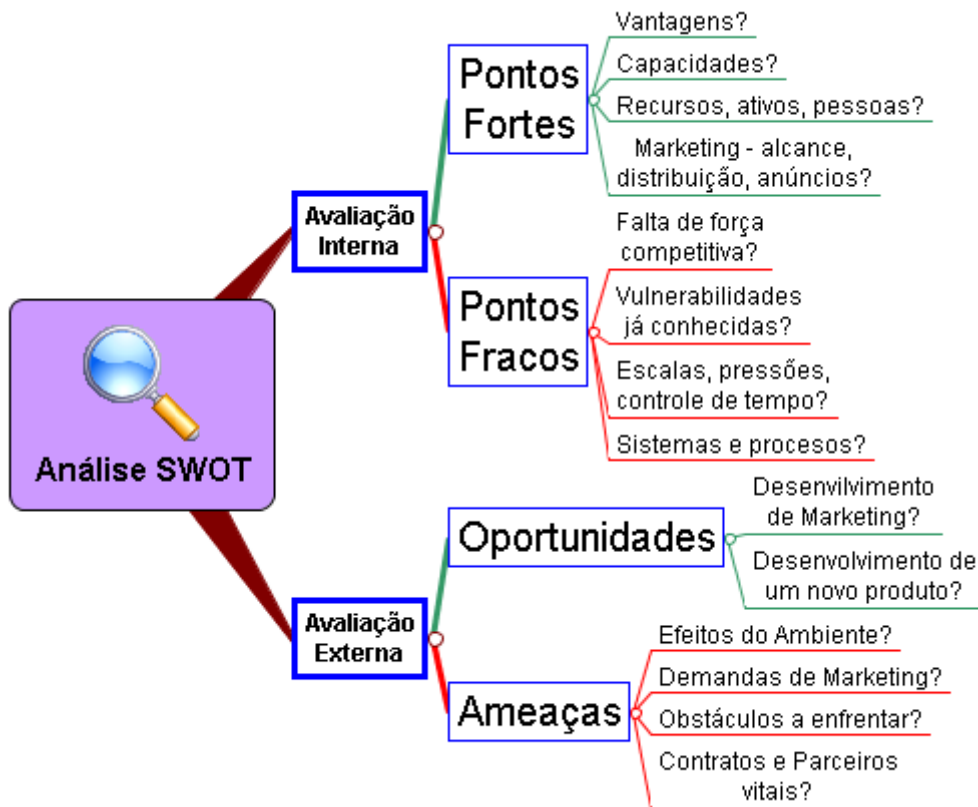 Análise SWOT
Avaliação
Interna
Pontos
Fortes
Vantagens?
Capacidades?
Recursos, ativos, pessoas?
Marketing - alcance,
distribuição, anúncios?
Pontos
Fracos
Falta de força
competitiva?
Vulnerabilidades
já conhecidas?
Escalas, pressões,
controle de tempo?
Sistemas e procesos?
Avaliação
Externa
Oportunidades
Desenvilvimento
de Marketing?
Desenvolvimento de
um novo produto?
Ameaças
Efeitos do Ambiente?
Demandas de Marketing?
Obstáculos a enfrentar?
Contratos e Parceiros
vitais?